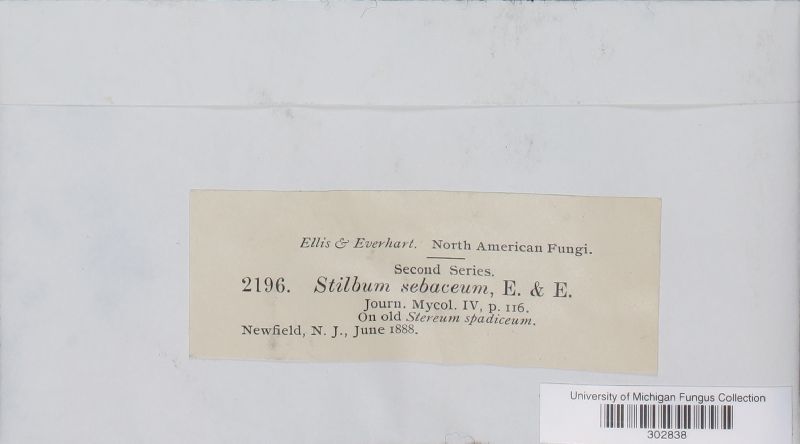 Ellis & Everhart. North American Fungi.
Second Series.
2196. Stilbum sebaceum, E. & E.
Journ. Mycol. IV, p. 116.
On old Stereum spadiceum.
Newfield, N. J., June 1888.
University of Michigan Fungus Collection
302838